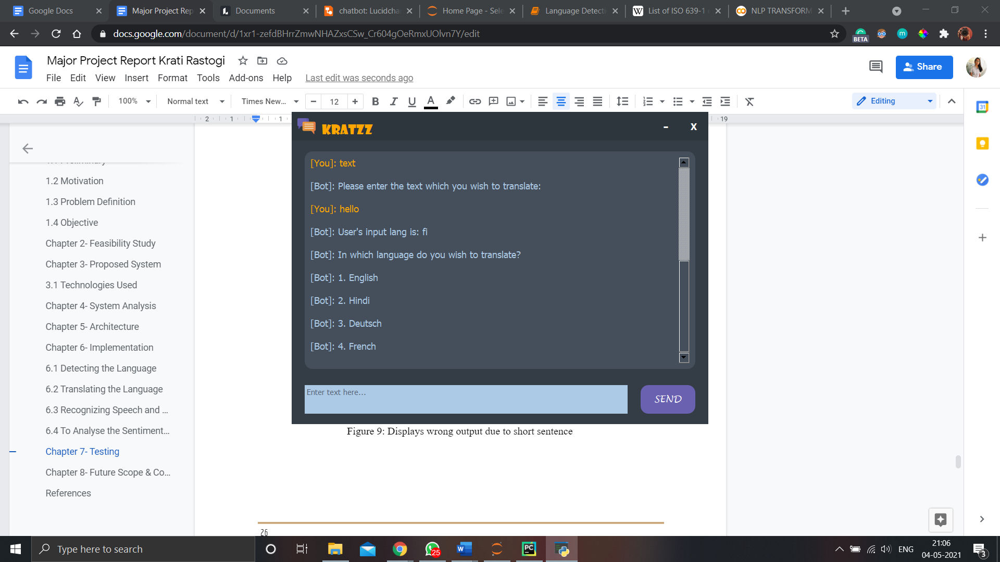 Google Docs
Major Project Rep
Documents
chatbot: Lucidcha
Home Page - Sele
Language Detecti
List of ISO 639-1
NLP TRANSFORM
docs.google.com/document/d/1xr1-zefdBHrrZmwNHAZxsCSw_Cr604gOeRmxUOlvn7Y/edit
BETA
Major Project Report Krati Rastogi
File Edit View Insert Format Tools Add-ons Help Last edit was seconds ago
Share
100% Normal text Times New... 12
Editing
2 1 1 19
KRATZZ
- X
1.2 Motivation
1.3 Problem Definition
1.4 Objective
Chapter 2- Feasibility Study
Chapter 3- Proposed System
3.1 Technologies Used
Chapter 4- System Analysis
Chapter 5- Architecture
Chapter 6- Implementation
6.1 Detecting the Language
6.2 Translating the Language
6.3 Recognizing Speech and ...
6.4 To Analyse the Sentiment...
Chapter 7- Testing
Chapter 8- Future Scope & Co...
References
[You]: text
[Bot]: Please enter the text which you wish to translate:
[You]: hello
[Bot]: User's input lang is: fi
[Bot]: In which language do you wish to translate?
[Bot]: 1. English
[Bot]: 2. Hindi
[Bot]: 3. Deutsch
[Bot]: 4. French
Enter text here...
SEND
Figure 9: Displays wrong output due to short sentence
26
Type here to search
25
ENG
21:06
04-05-2021
3